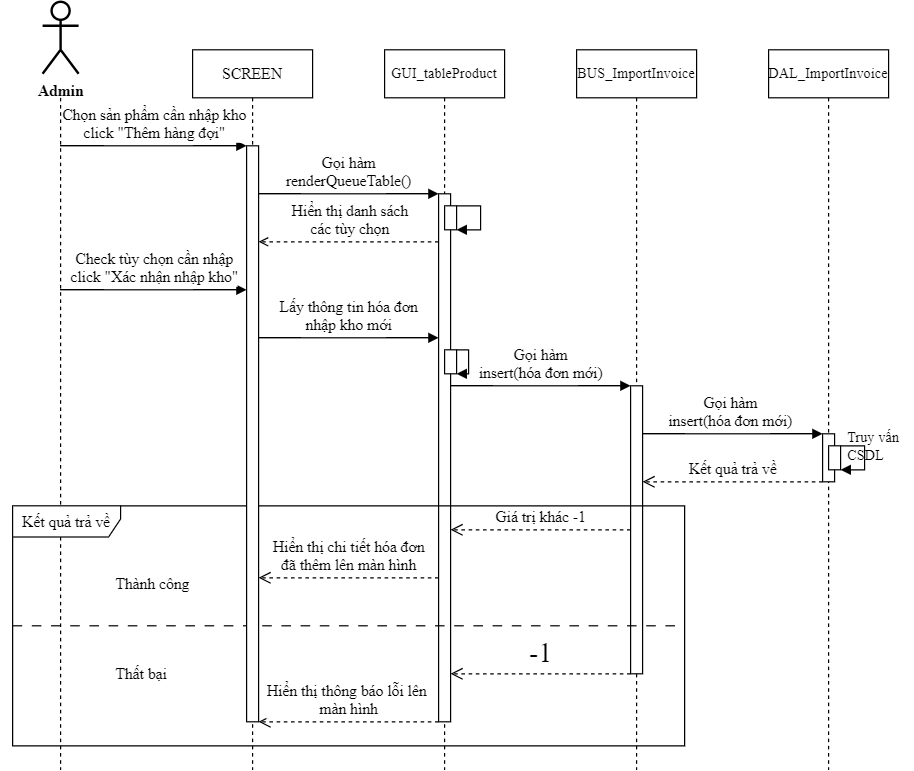 Admin
SCREEN
GUI_tableProduct
BUS_ImportInvoice
DAL_ImportInvoice
Chọn sản phẩm cần nhập kho
click "Thêm hàng đợi"
Gọi hàm
renderQueueTable()
Hiển thị danh sách
các tùy chọn
Check tùy chọn cần nhập
click "Xác nhận nhập kho"
Lấy thông tin hóa đơn
nhập kho mới
Gọi hàm
insert(hóa đơn mới)
Gọi hàm
insert(hóa đơn mới)
Truy vấn
CSDL
Kết quả trả về
Kết quả trả về
Giá trị khác -1
Hiển thị chi tiết hóa đơn
đã thêm lên màn hình
Thành công
-1
Thất bại
Hiển thị thông báo lỗi lên
màn hình